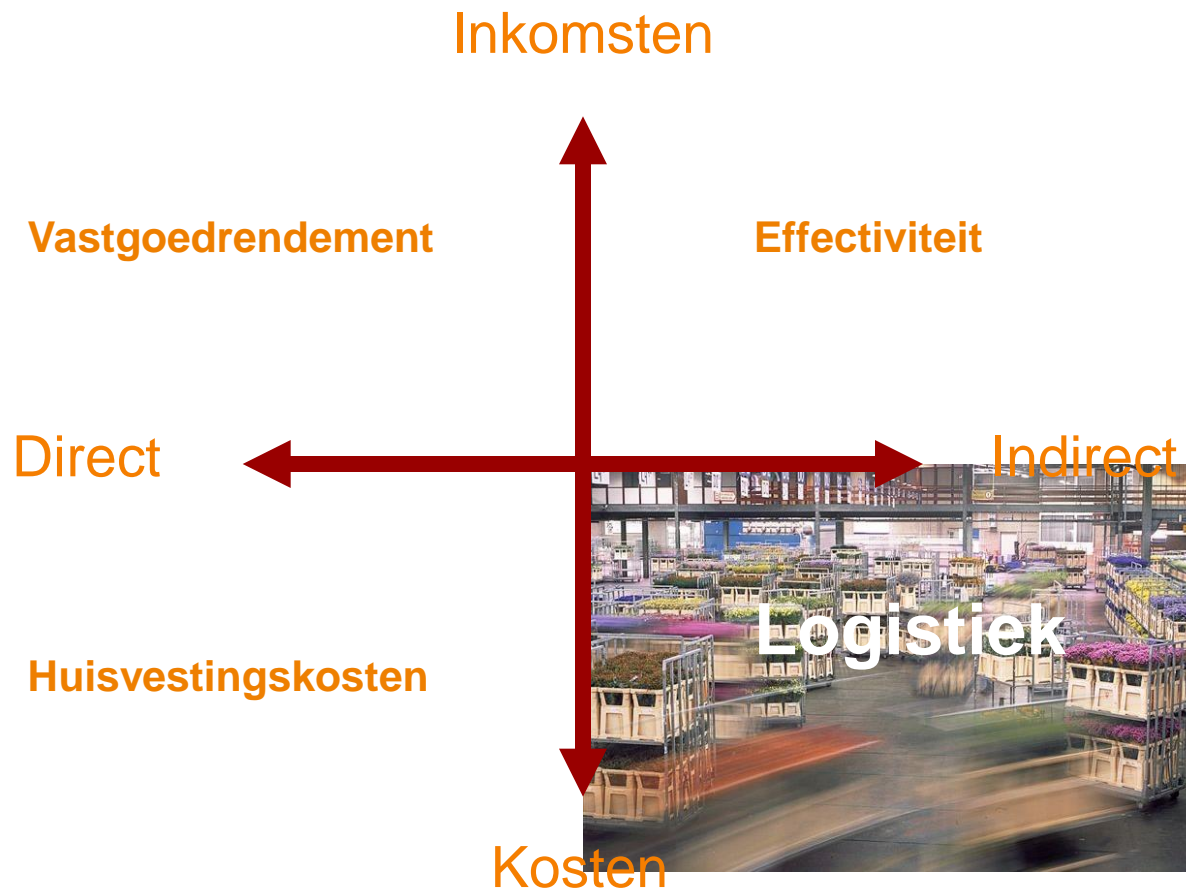 Inkomsten
Vastgoedrendement
Effectiviteit
Direct
Indirect
Logistiek
Huisvestingskosten
Kosten